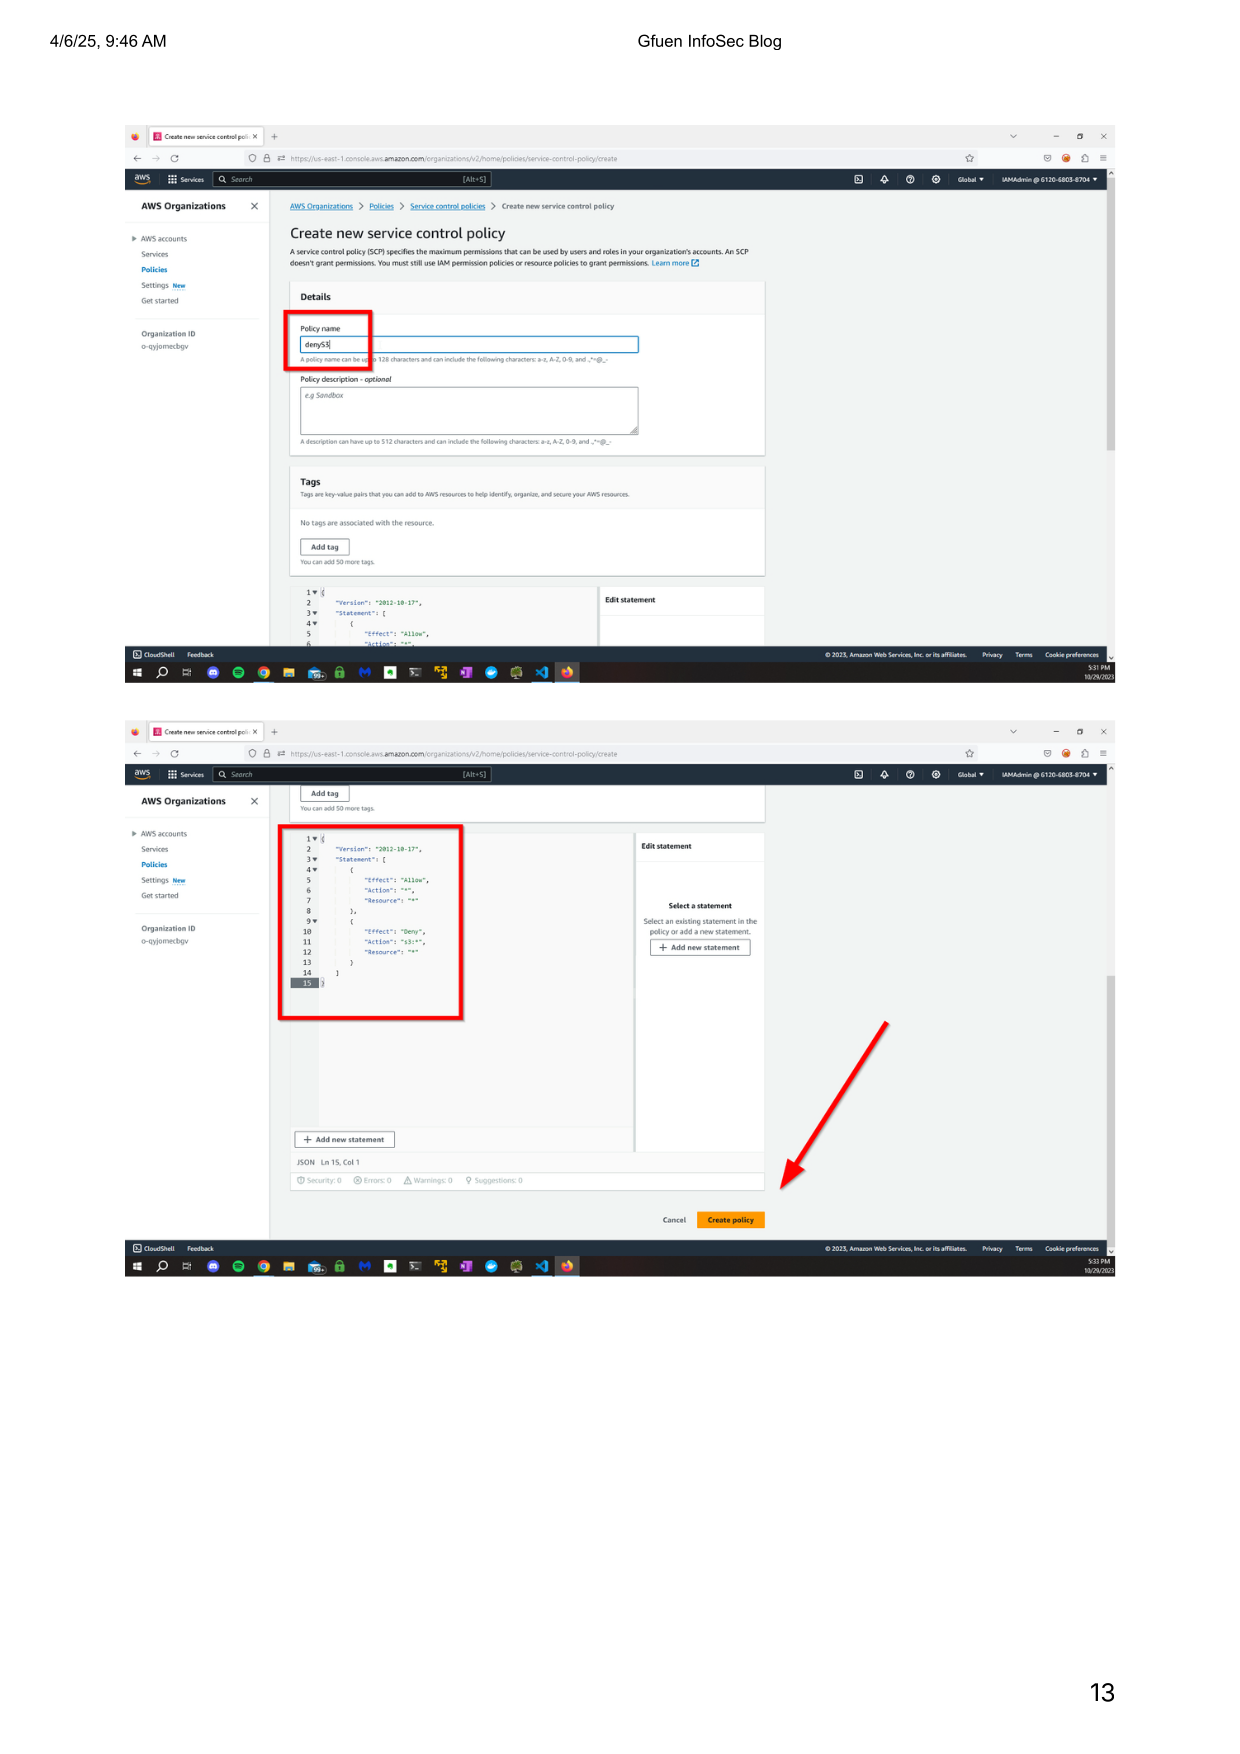 4/6/25, 9:46 AM
Gfuen InfoSec Blog
Create new service control poli
https://us-east-1.console.aws.amazon.com/organizations/v2/home/policies/service-control-policy/create
aws
Services
Search
[Alt+S]
Global
IAMAdmin @ 6120-6803-8704
AWS Organizations
AWS accounts
Services
Policies
Settings New
Get started
Organization ID
o-qyjomecbgv
AWS Organizations > Policies > Service control policies > Create new service control policy
Create new service control policy
A service control policy (SCP) specifies the maximum permissions that can be used by users and roles in your organization's accounts. An SCP
doesn't grant permissions. You must still use IAM permission policies or resource policies to grant permissions. Learn more
Details
Policy name
denyS3
A policy name can be up to 128 characters and can include the following characters: a-z, A-Z, 0-9, and .,*=@_-
Policy description - optional
e.g Sandbox
A description can have up to 512 characters and can include the following characters: a-z, A-Z, 0-9, and .,*=@_-
Tags
Tags are key-value pairs that you can add to AWS resources to help identify, organize, and secure your AWS resources.
No tags are associated with the resource.
Add tag
You can add 50 more tags.
1 {
2 "Version": "2012-10-17",
3 "Statement": [
4 {
5 "Effect": "Allow",
6 "Action": "*",
Edit statement
CloudShell
Feedback
© 2023, Amazon Web Services, Inc. or its affiliates.
Privacy
Terms
Cookie preferences
99+
5:31 PM
10/29/2023
Create new service control poli
https://us-east-1.console.aws.amazon.com/organizations/v2/home/policies/service-control-policy/create
aws
Services
Search
[Alt+S]
Global
IAMAdmin @ 6120-6803-8704
AWS Organizations
AWS accounts
Services
Policies
Settings New
Get started
Organization ID
o-qyjomecbgv
Add tag
You can add 50 more tags.
1 {
2 "Version": "2012-10-17",
3 "Statement": [
4 {
5 "Effect": "Allow",
6 "Action": "*",
7 "Resource": "*"
8 },
9 {
10 "Effect": "Deny",
11 "Action": "s3:*",
12 "Resource": "*"
13 }
14 ]
15 }
Edit statement
Select a statement
Select an existing statement in the
policy or add a new statement.
+ Add new statement
+ Add new statement
JSON Ln 15, Col 1
Security: 0
Errors: 0
Warnings: 0
Suggestions: 0
Cancel
Create policy
CloudShell
Feedback
© 2023, Amazon Web Services, Inc. or its affiliates.
Privacy
Terms
Cookie preferences
99+
5:33 PM
10/29/2023
13